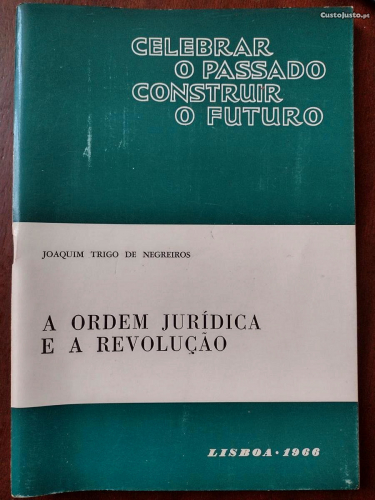 CustoJusto.pt
CELEBRAR
O PASSADO
CONSTRUIR
O FUTURO
JOAQUIM TRIGO DE NEGREIROS
A ORDEM JURÍDICA
E A REVOLUÇÃO
LISBOA · 1966